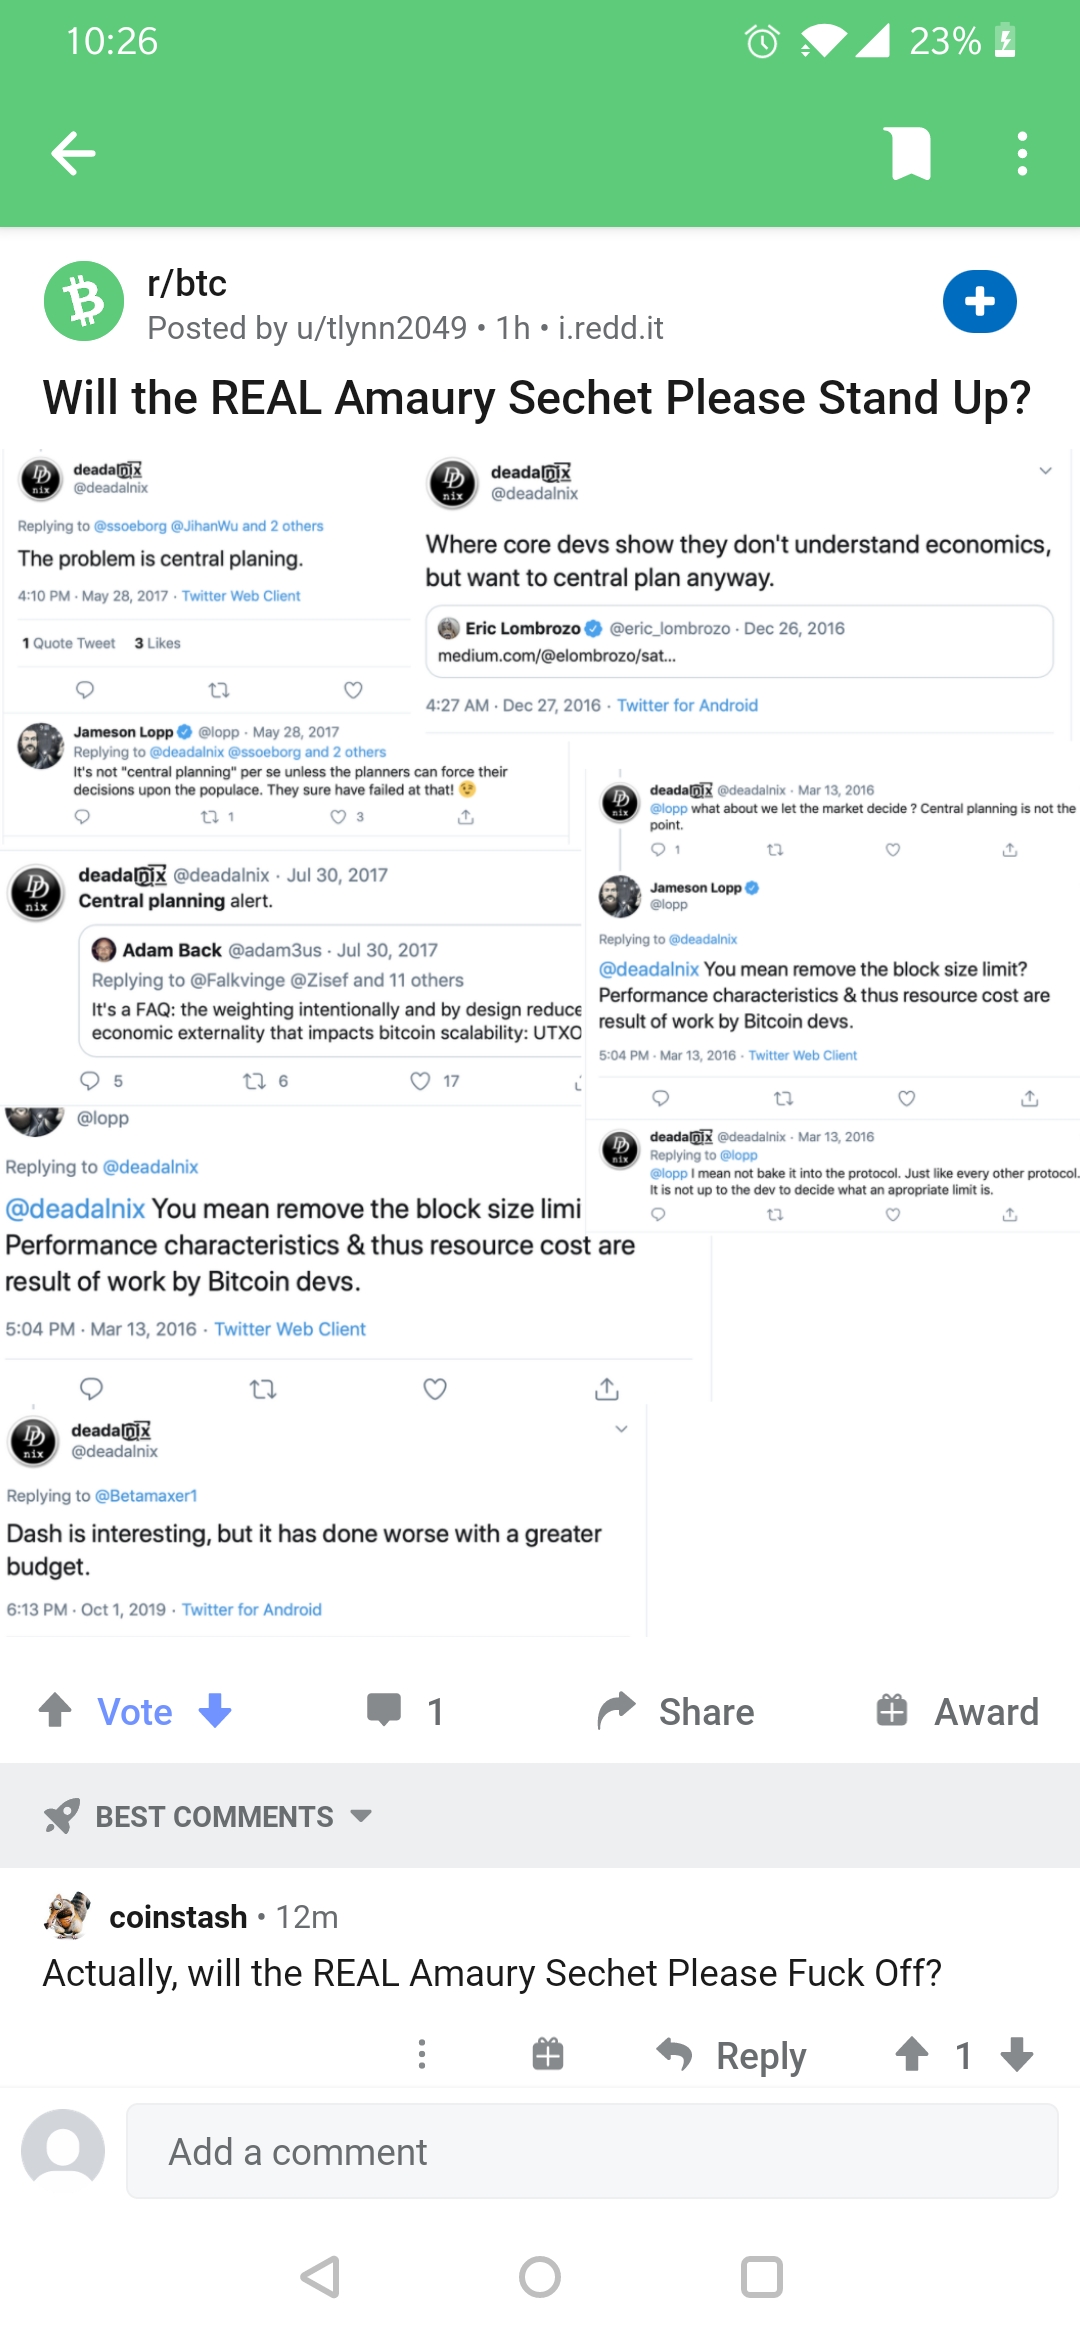 10:26
23%
r/btc
Posted by u/tlynn2049 • 1h • i.redd.it
Will the REAL Amaury Sechet Please Stand Up?
deadalnix
@deadalnix
Replying to @ssoeborg @JihanWu and 2 others
The problem is central planing.
4:10 PM · May 28, 2017 · Twitter Web Client
1 Quote Tweet 3 Likes
Jameson Lopp @lopp · May 28, 2017
Replying to @deadalnix @ssoeborg and 2 others
It's not "central planning" per se unless the planners can force their
decisions upon the populace. They sure have failed at that! 😉
1 3
deadalnix
@deadalnix
Where core devs show they don't understand economics,
but want to central plan anyway.
Eric Lombrozo @eric_lombrozo · Dec 26, 2016
medium.com/@elombrozo/sat...
4:27 AM · Dec 27, 2016 · Twitter for Android
deadalnix @deadalnix · Jul 30, 2017
Central planning alert.
Adam Back @adam3us · Jul 30, 2017
Replying to @Falkvinge @Zisef and 11 others
It's a FAQ: the weighting intentionally and by design reduce
economic externality that impacts bitcoin scalability: UTXO
5 6 17
deadalnix @deadalnix · Mar 13, 2016
@lopp what about we let the market decide ? Central planning is not the
point.
1
Jameson Lopp
@lopp
Replying to @deadalnix
@deadalnix You mean remove the block size limit?
Performance characteristics & thus resource cost are
result of work by Bitcoin devs.
5:04 PM · Mar 13, 2016 · Twitter Web Client
deadalnix @deadalnix · Mar 13, 2016
Replying to @lopp
@lopp I mean not bake it into the protocol. Just like every other protocol.
It is not up to the dev to decide what an apropriate limit is.
@lopp
Replying to @deadalnix
@deadalnix You mean remove the block size limi
Performance characteristics & thus resource cost are
result of work by Bitcoin devs.
5:04 PM · Mar 13, 2016 · Twitter Web Client
deadalnix
@deadalnix
Replying to @Betamaxer1
Dash is interesting, but it has done worse with a greater
budget.
6:13 PM · Oct 1, 2019 · Twitter for Android
Vote 1 Share Award
BEST COMMENTS
coinstash • 12m
Actually, will the REAL Amaury Sechet Please Fuck Off?
Reply 1
Add a comment